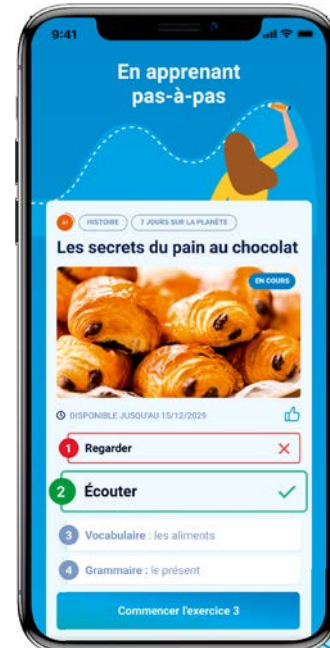 9:41
En apprenant
pas-à-pas
A1 HISTOIRE 7 JOURS SUR LA PLANÈTE
Les secrets du pain au chocolat
EN COURS
DISPONIBLE JUSQU'AU 15/12/2029
1 Regarder
2 Écouter
3 Vocabulaire : les aliments
4 Grammaire : le présent
Commencer l'exercice 3